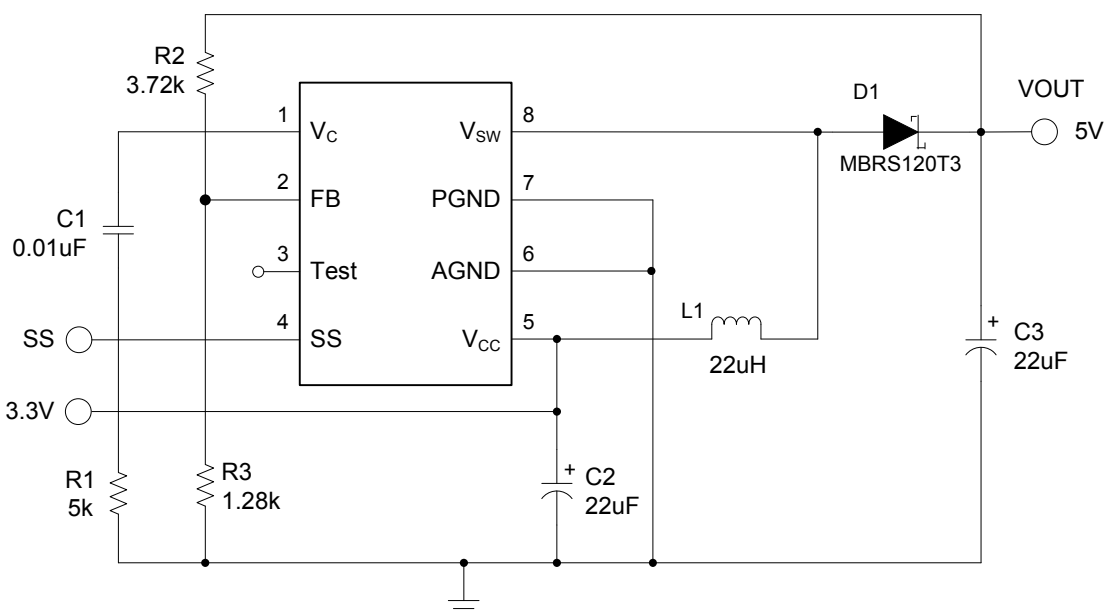 R2
3.72k
D1
VOUT
5V
MBRS120T3
1
2
3
4
VC
FB
Test
SS
VSW
PGND
AGND
VCC
8
7
6
5
C1
0.01uF
SS
3.3V
L1
22uH
+
C3
22uF
R1
5k
R3
1.28k
+
C2
22uF